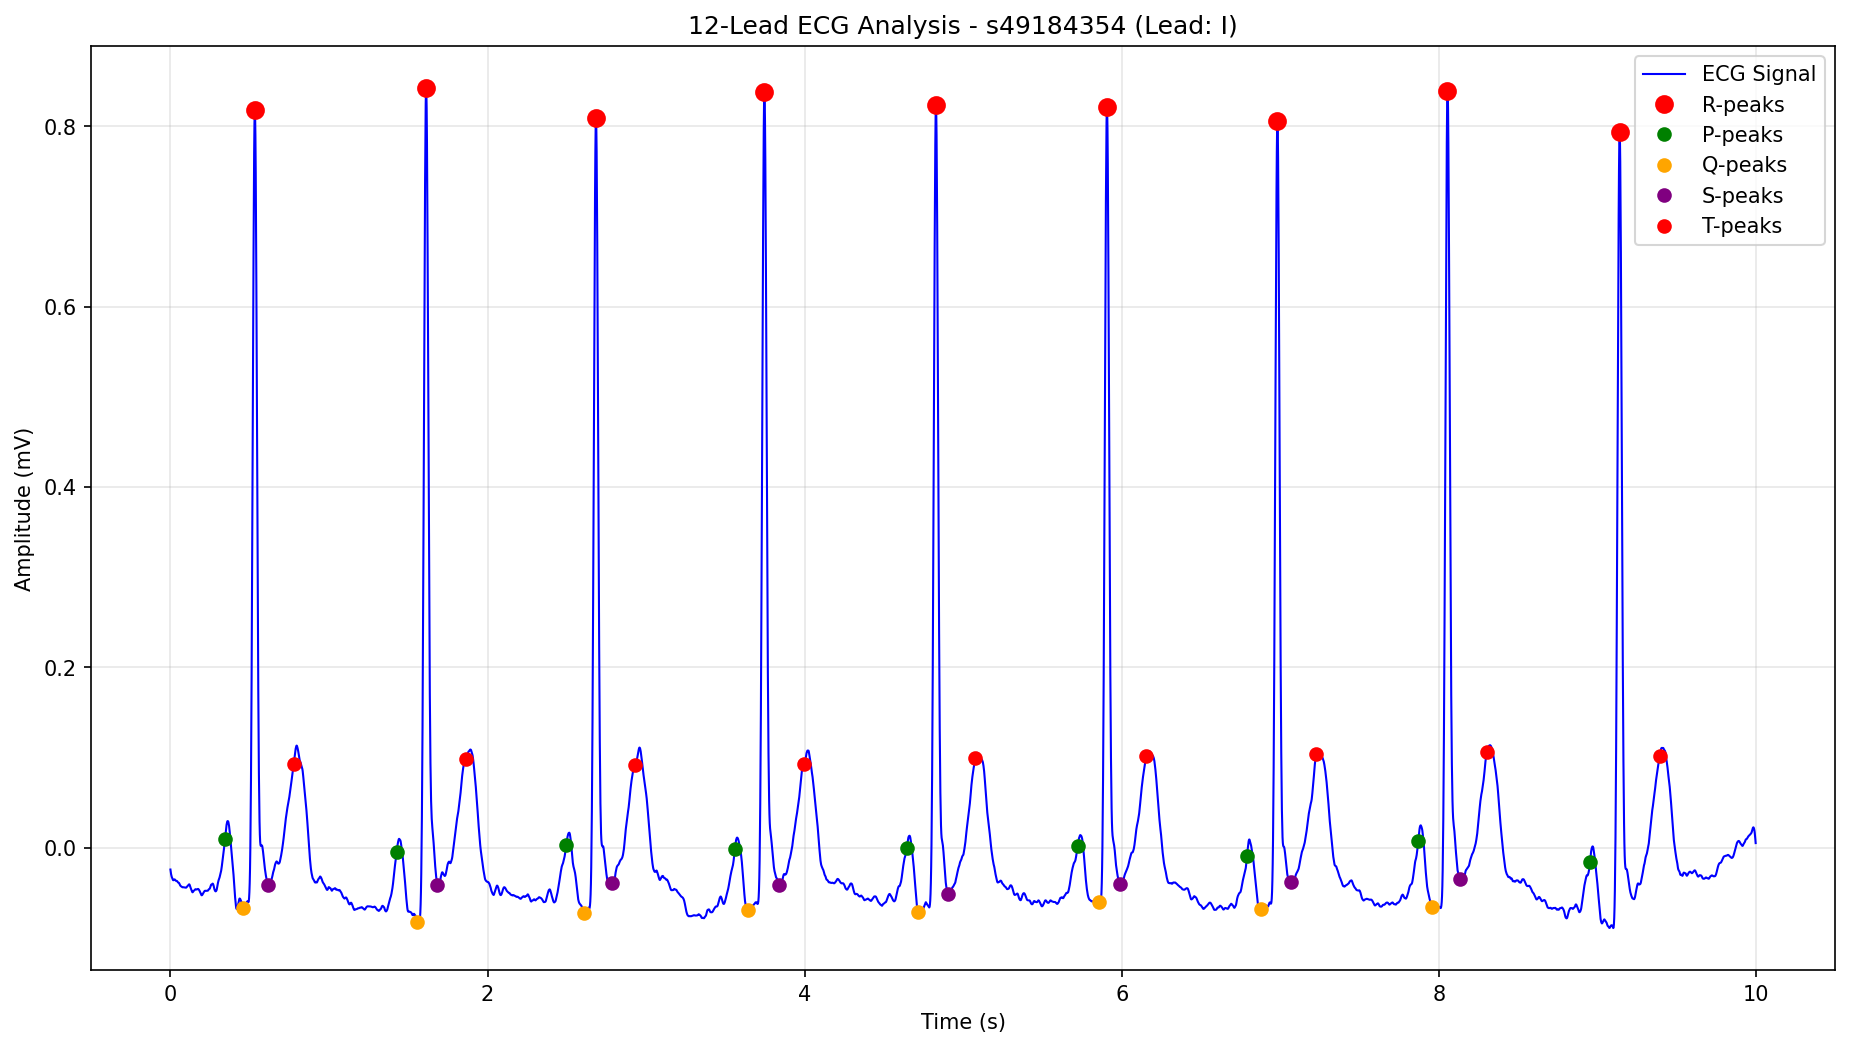 12-Lead ECG Analysis - s49184354 (Lead: I)
ECG Signal
R-peaks
P-peaks
Q-peaks
S-peaks
T-peaks
Amplitude (mV)
0.8
0.6
0.4
0.2
0.0
0 2 4 6 8 10
Time (s)